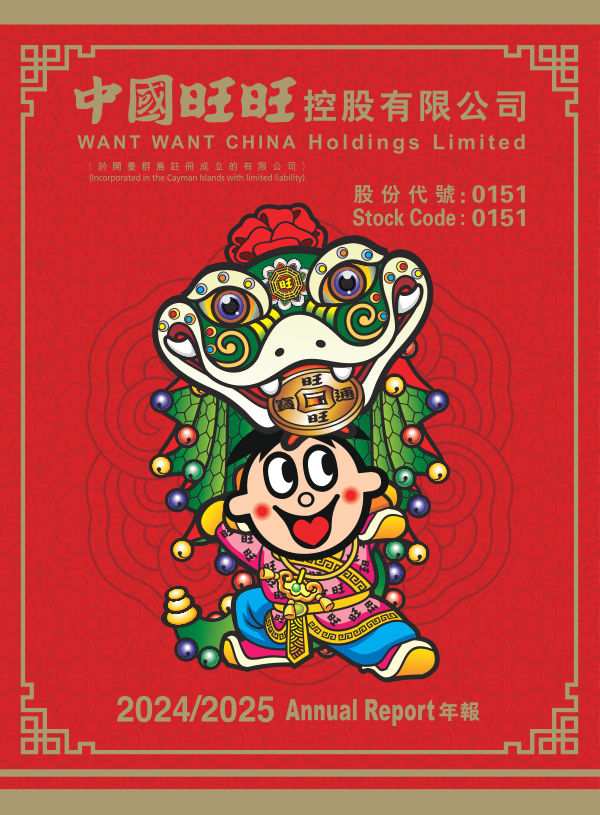 中國旺旺控股有限公司
WANT WANT CHINA Holdings Limited
（於開曼群島註冊成立的有限公司）
(Incorporated in the Cayman Islands with limited liability)
股份代號:0151
Stock Code:0151
旺
旺
寶 通
旺
2024/2025 Annual Report 年報